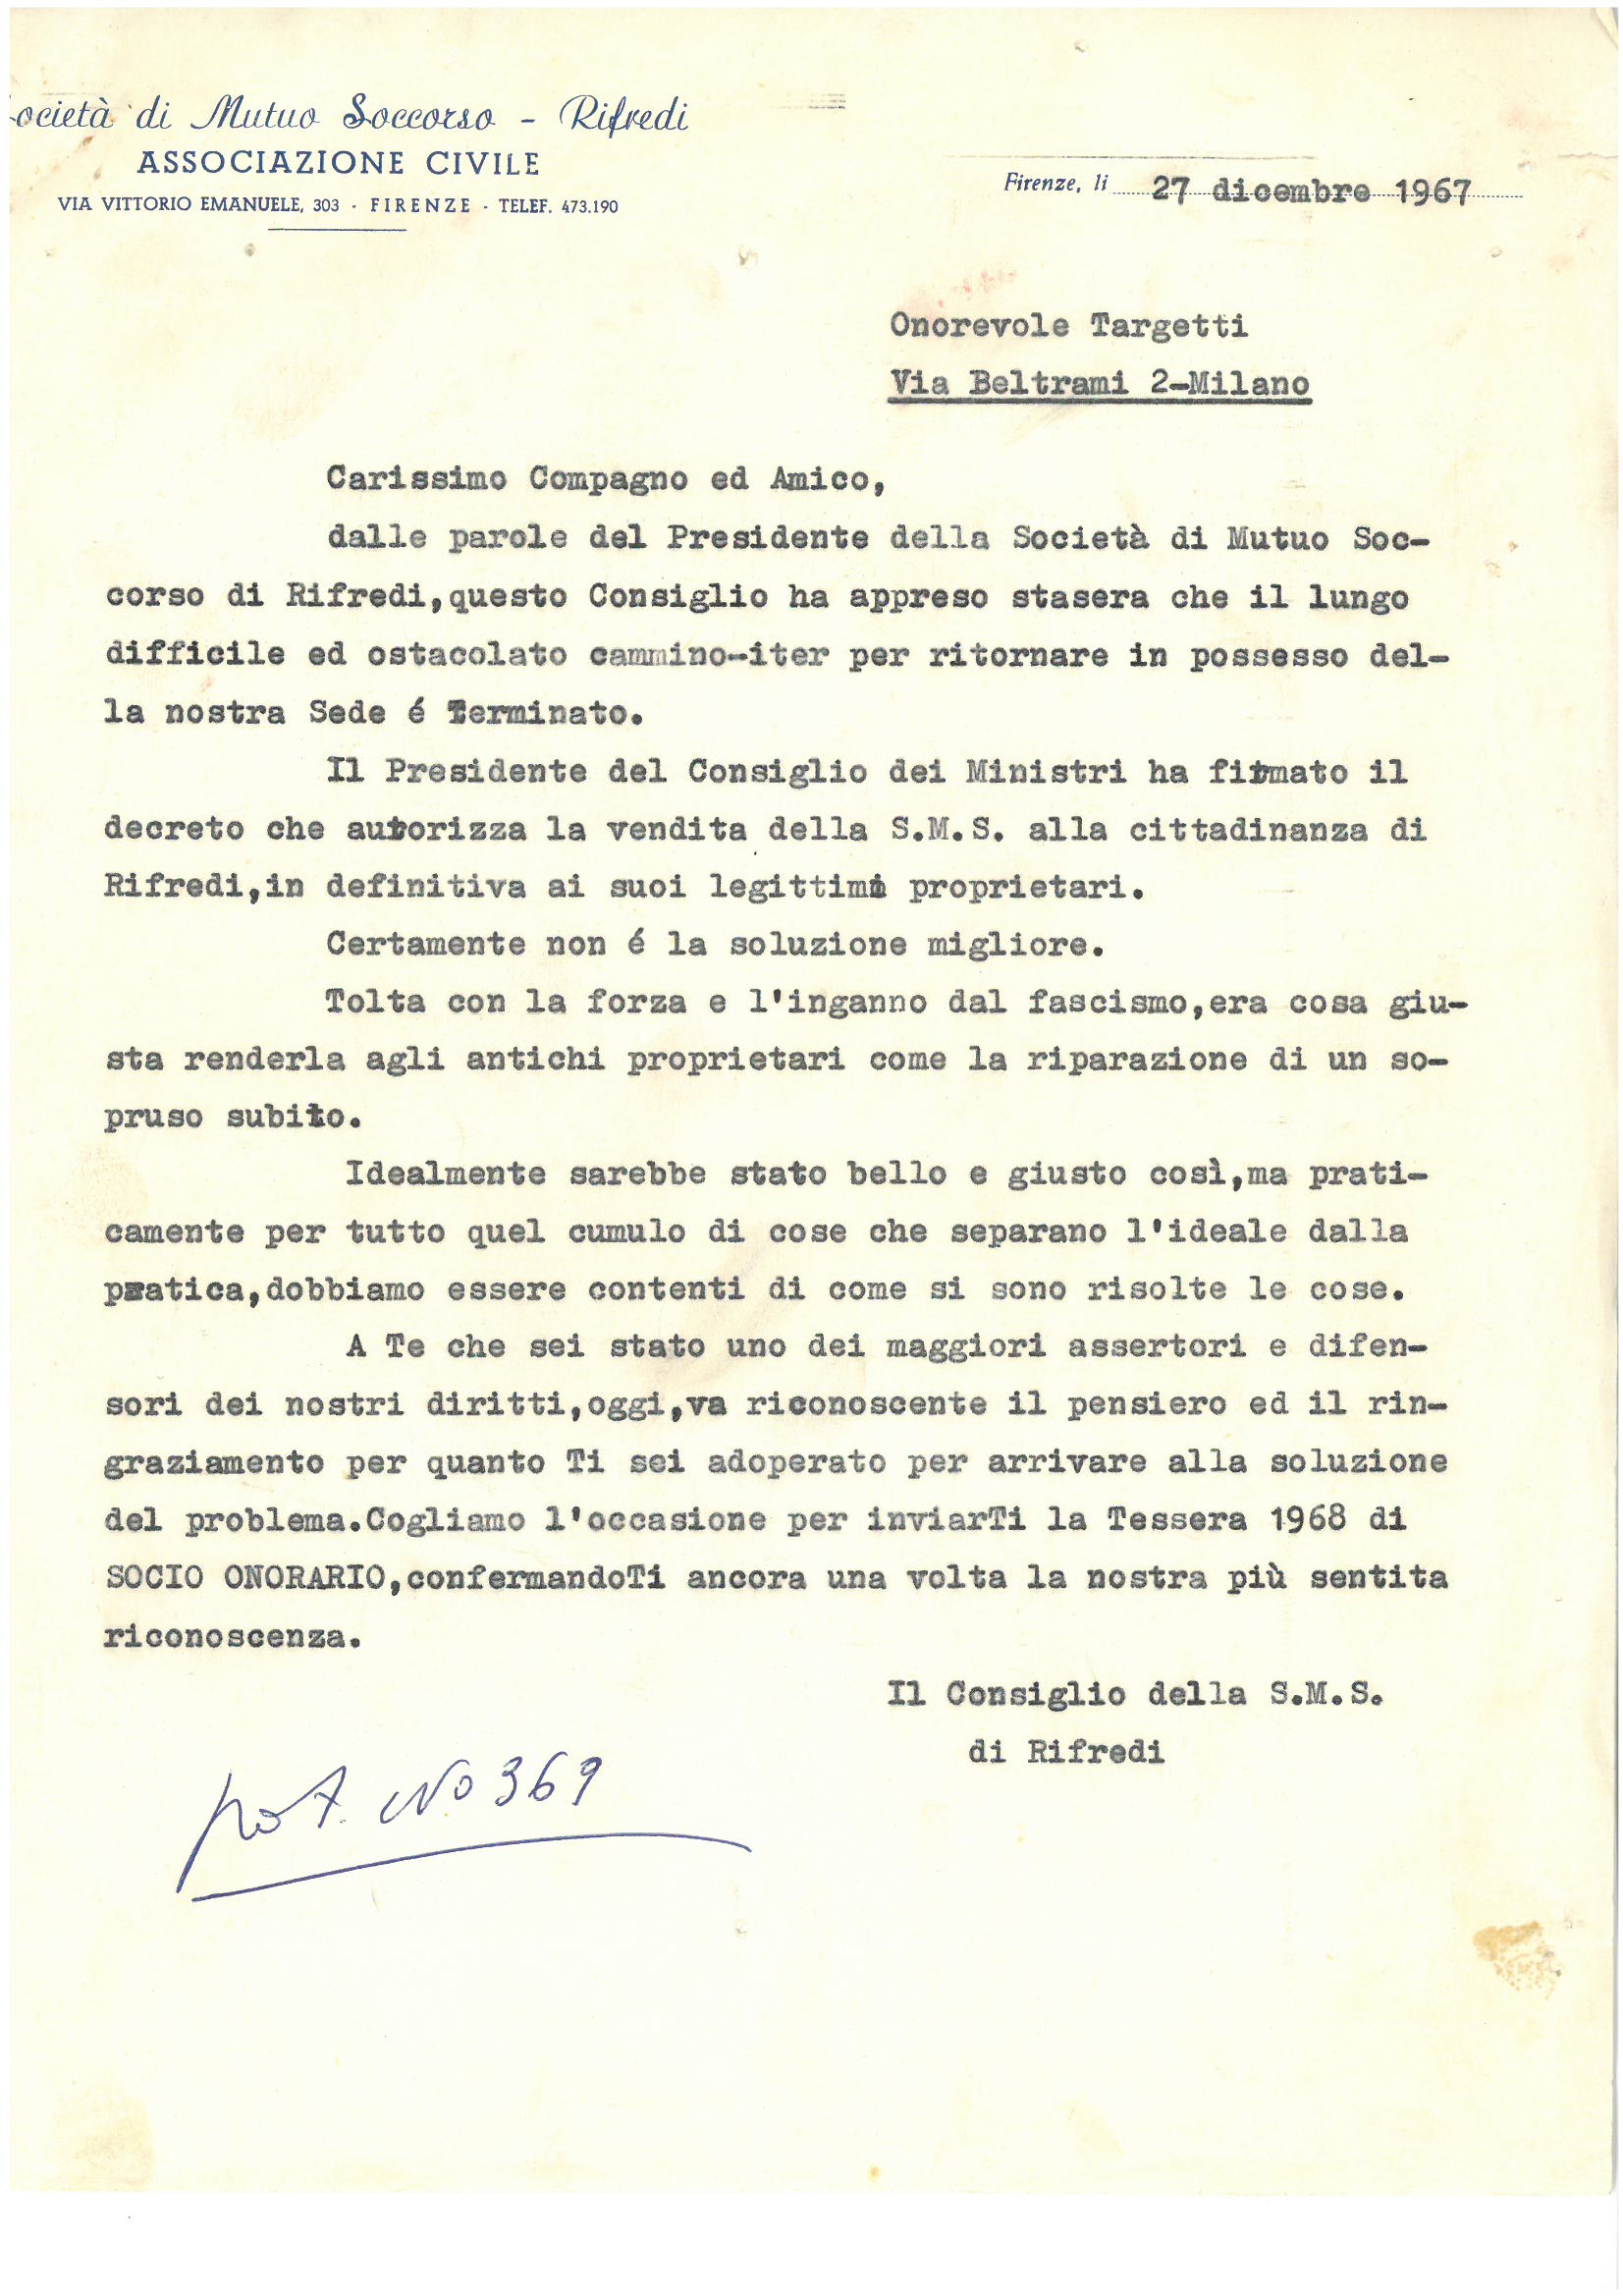 ocietà di Mutuo Soccorso - Rifredi
ASSOCIAZIONE CIVILE
VIA VITTORIO EMANUELE, 303 - FIRENZE - TELEF. 473.190
Firenze, li 27 dicembre 1967
Onorevole Targetti
Via Beltrami 2-Milano
Carissimo Compagno ed Amico,
dalle parole del Presidente della Società di Mutuo Soc-
corso di Rifredi,questo Consiglio ha appreso stasera che il lungo
difficile ed ostacolato cammino-iter per ritornare in possesso del-
la nostra Sede é Terminato.
Il Presidente del Consiglio dei Ministri ha firmato il
decreto che autorizza la vendita della S.M.S. alla cittadinanza di
Rifredi,in definitiva ai suoi legittimi proprietari.
Certamente non é la soluzione migliore.
Tolta con la forza e l'inganno dal fascismo,era cosa giu-
sta renderla agli antichi proprietari come la riparazione di un so-
pruso subito.
Idealmente sarebbe stato bello e giusto così,ma prati-
camente per tutto quel cumulo di cose che separano l'ideale dalla
pratica,dobbiamo essere contenti di come si sono risolte le cose.
A Te che sei stato uno dei maggiori assertori e difen-
sori dei nostri diritti,oggi,va riconoscente il pensiero ed il rin-
graziamento per quanto Ti sei adoperato per arrivare alla soluzione
del problema.Cogliamo l'occasione per inviarTi la Tessera 1968 di
SOCIO ONORARIO,confermandoTi ancora una volta la nostra più sentita
riconoscenza.
Il Consiglio della S.M.S.
di Rifredi
prot. No 369